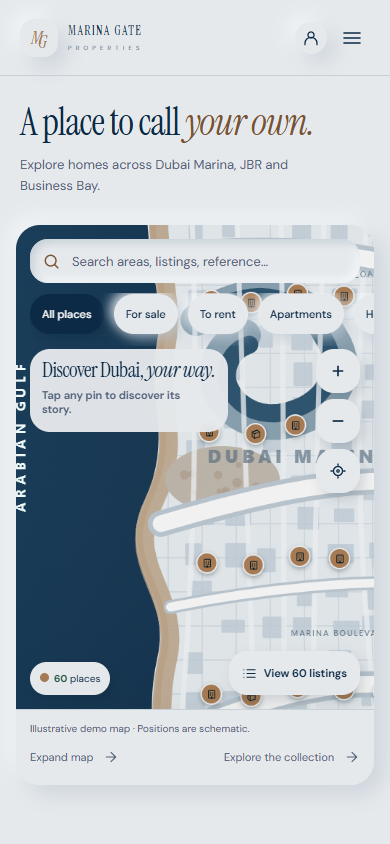 MG
MARINA GATE
PROPERTIES
A place to call your own.
Explore homes across Dubai Marina, JBR and
Business Bay.
Search areas, listings, reference...
All places
For sale
To rent
Apartments
Discover Dubai, your way.
Tap any pin to discover its
story.
ARABIAN GULF
DUBAI
MARINA BOULEVA
60 places
View 60 listings
Illustrative demo map · Positions are schematic.
Expand map
Explore the collection